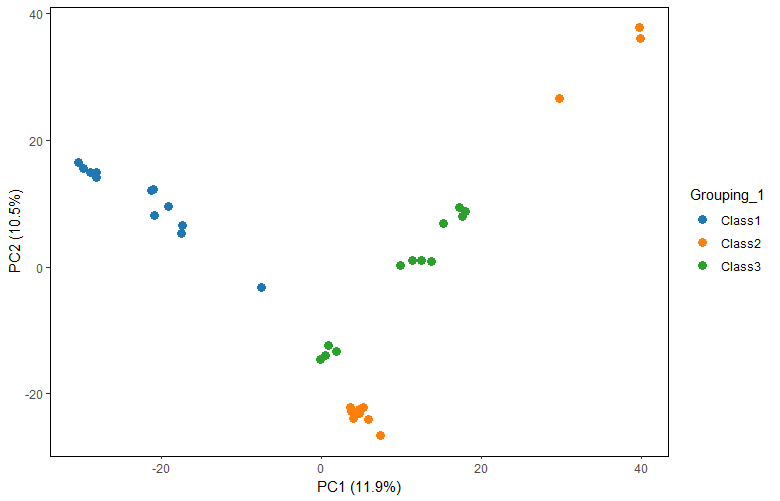 40
20
0
-20
PC2 (10.5%)
-20
0
20
40
PC1 (11.9%)
Grouping_1
Class1
Class2
Class3